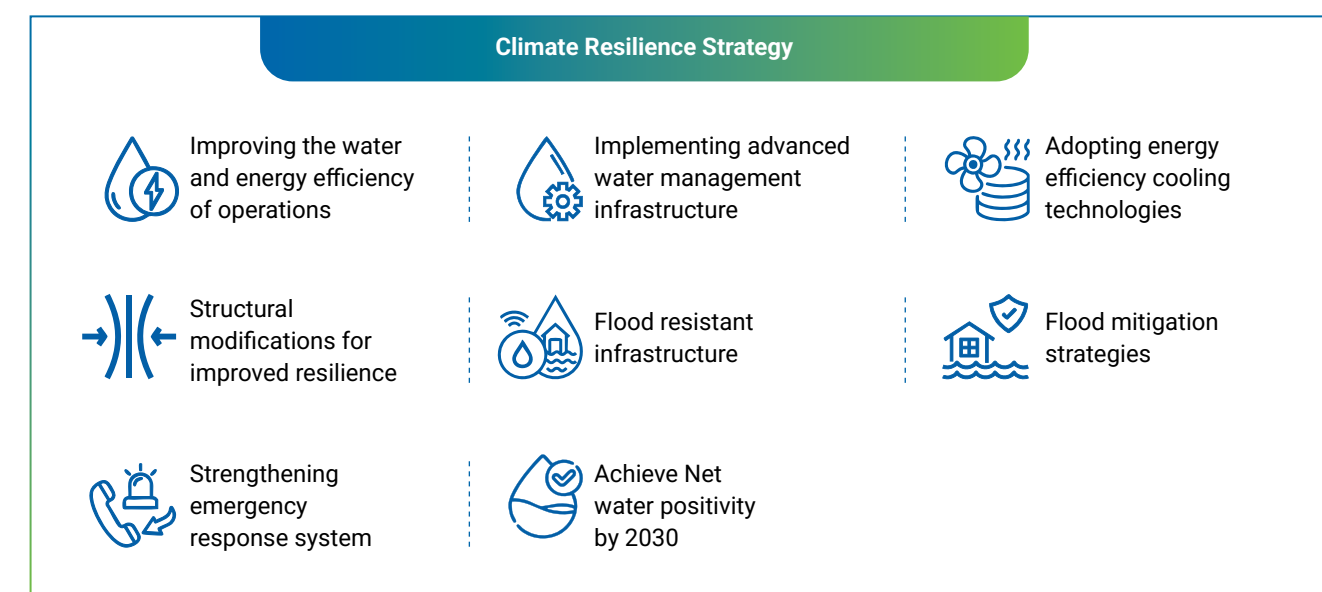 Climate Resilience Strategy
Improving the water
and energy efficiency
of operations
Implementing advanced
water management
infrastructure
Adopting energy
efficiency cooling
technologies
Structural
modifications for
improved resilience
Flood resistant
infrastructure
Flood mitigation
strategies
Strengthening
emergency
response system
Achieve Net
water positivity
by 2030